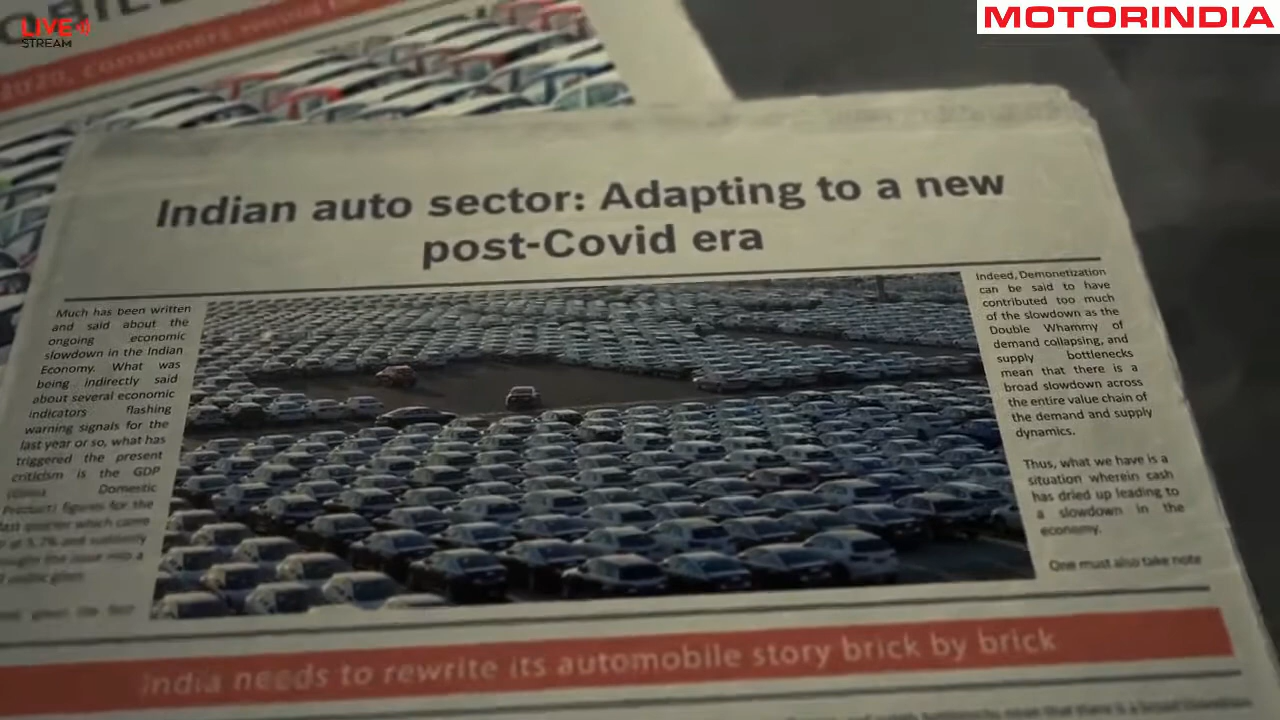 LIVE
STREAM
MOTORINDIA
2020, consumers
Indian auto sector: Adapting to a new
post-Covid era
Much has been written
and said about the
ongoing economic
slowdown in the Indian
Economy. What was
being indirectly said
about several economic
indicators flashing
warning signals for the
last year or so, what has
triggered the present
criticism is the GDP
(Gross Domestic
Product) figures for the
last quarter which came
at 5.7% and suddenly
Indeed, Demonetization
can be said to have
contributed too much
of the slowdown as the
Double Whammy of
demand collapsing, and
supply bottlenecks
mean that there is a
broad slowdown across
the entire value chain of
the demand and supply
dynamics.
Thus, what we have is a
situation wherein cash
has dried up leading to
a slowdown in the
economy.
One must also take note
India needs to rewrite its automobile story brick by brick